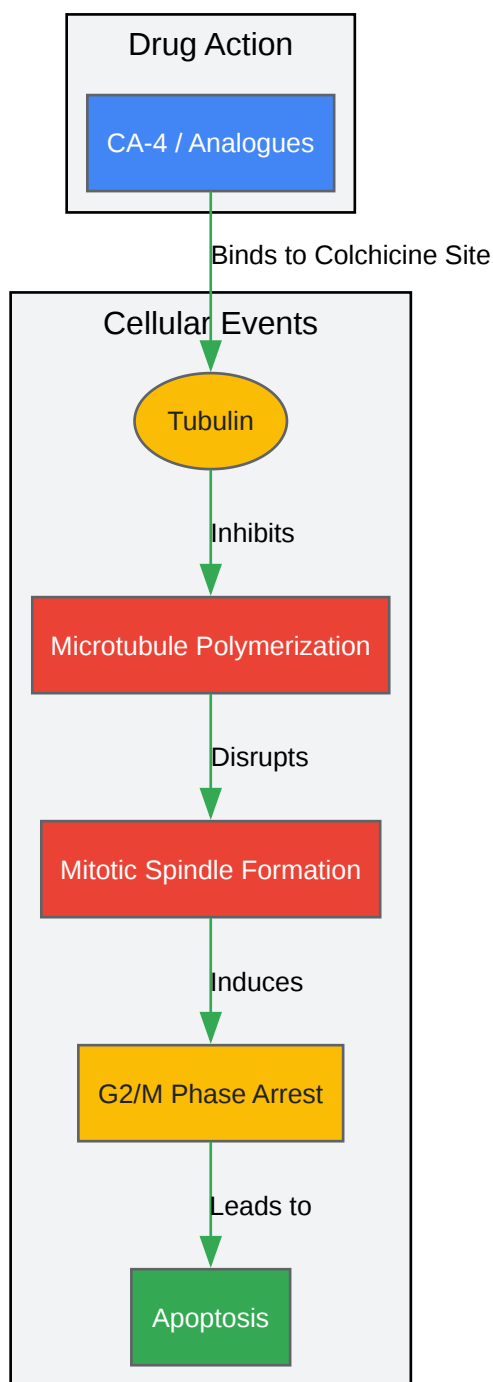 Drug Action
CA-4 / Analogues
Binds to Colchicine Site
Cellular Events
Tubulin
Inhibits
Microtubule Polymerization
Disrupts
Mitotic Spindle Formation
Induces
G2/M Phase Arrest
Leads to
Apoptosis